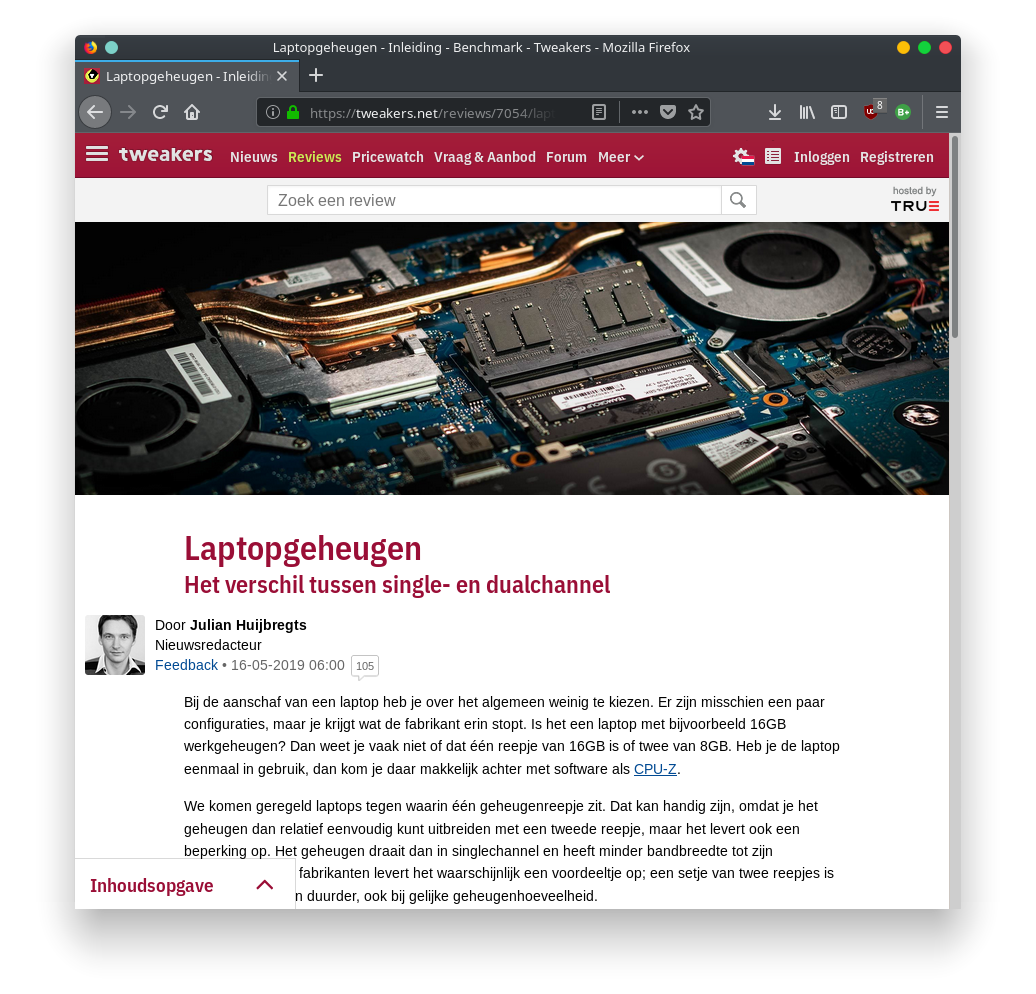 Laptopgeheugen - Inleiding - Benchmark - Tweakers - Mozilla Firefox
Laptopgeheugen - Inleidin
https://tweakers.net/reviews/7054/lapt
8
tweakers Nieuws Reviews Pricewatch Vraag & Aanbod Forum Meer Inloggen Registreren
Zoek een review
hosted by
TRUE
Laptopgeheugen
Het verschil tussen single- en dualchannel
Door Julian Huijbregts
Nieuwsredacteur
Feedback • 16-05-2019 06:00 105
Bij de aanschaf van een laptop heb je over het algemeen weinig te kiezen. Er zijn misschien een paar
configuraties, maar je krijgt wat de fabrikant erin stopt. Is het een laptop met bijvoorbeeld 16GB
werkgeheugen? Dan weet je vaak niet of dat één reepje van 16GB is of twee van 8GB. Heb je de laptop
eenmaal in gebruik, dan kom je daar makkelijk achter met software als CPU-Z.
We komen geregeld laptops tegen waarin één geheugenreepje zit. Dat kan handig zijn, omdat je het
geheugen dan relatief eenvoudig kunt uitbreiden met een tweede reepje, maar het levert ook een
beperking op. Het geheugen draait dan in singlechannel en heeft minder bandbreedte tot zijn
fabrikanten levert het waarschijnlijk een voordeeltje op; een setje van twee reepjes is
n duurder, ook bij gelijke geheugenhoeveelheid.
Inhoudsopgave